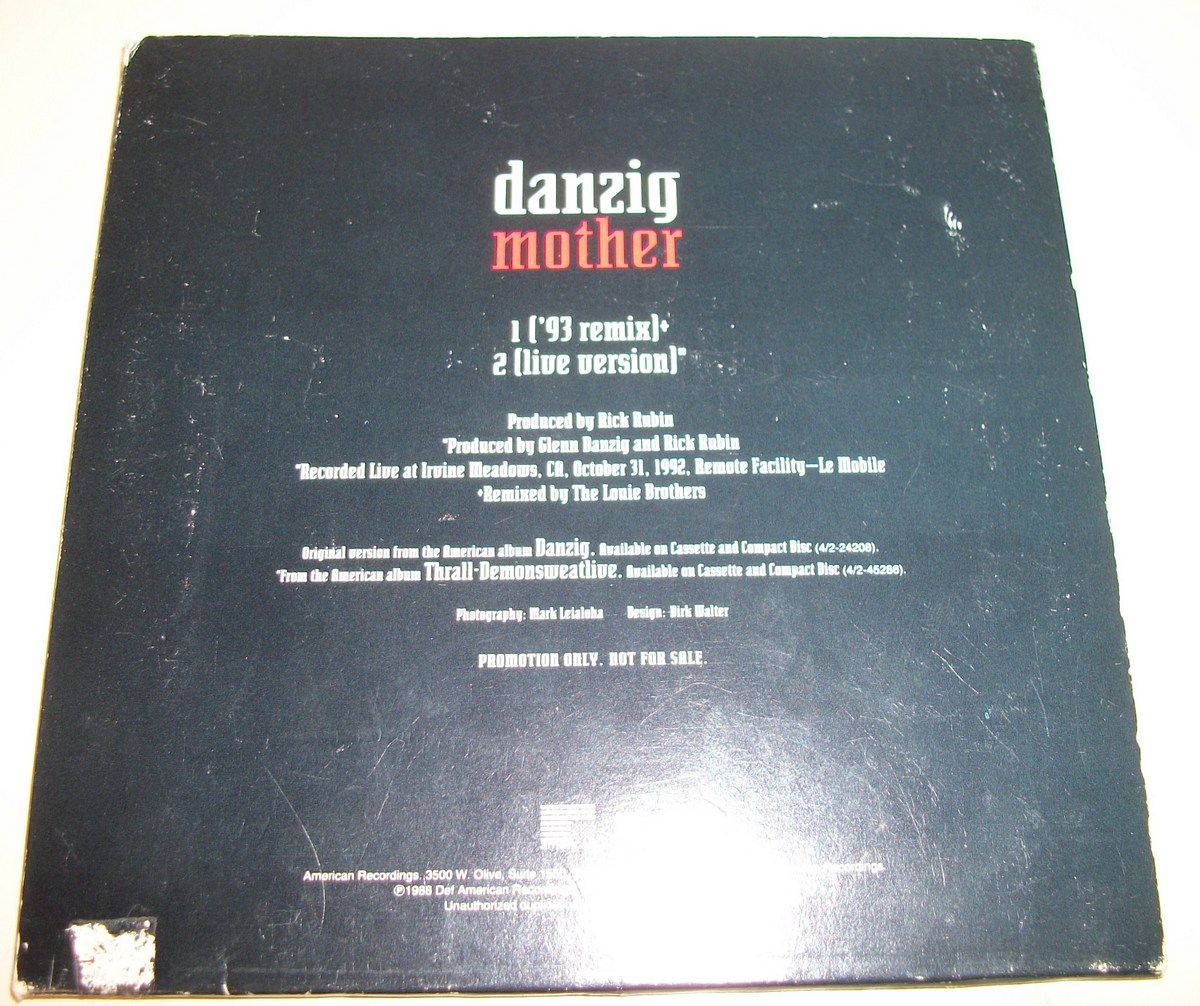 danzig
mother
1 ('93 remix)+
2 (live version)*
Produced by Rick Rubin
*Produced by Glenn Danzig and Rick Rubin
*Recorded Live at Irvine Meadows, CA, October 31, 1992, Remote Facility—Le Mobile
+Remixed by The Louie Brothers
Original version from the American album Danzig. Available on Cassette and Compact Disc (4/2-24208).
*From the American album Thrall-Demonsweatlive. Available on Cassette and Compact Disc (4/2-45286).
Photography: Mark Leialoha Design: Dirk Walter
PROMOTION ONLY. NOT FOR SALE.
American Recordings, 3500 W. Olive, Suite
℗1988 Def American
Unauthorized